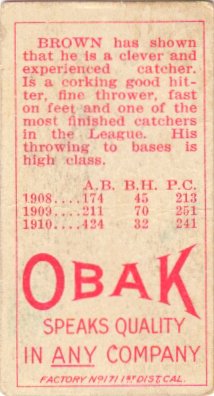 BROWN has shown
that he is a clever and
experienced catcher.
Is a corking good hit-
ter, fine thrower, fast
on feet and one of the
most finished catchers
in the League. His
throwing to bases is
high class.
A.B. B.H. P.C.
1908....174 45 213
1909....211 70 251
1910....424 32 241
OBAK
SPEAKS QUALITY
IN ANY COMPANY
FACTORY Nº 171 1ST DIST. CAL.